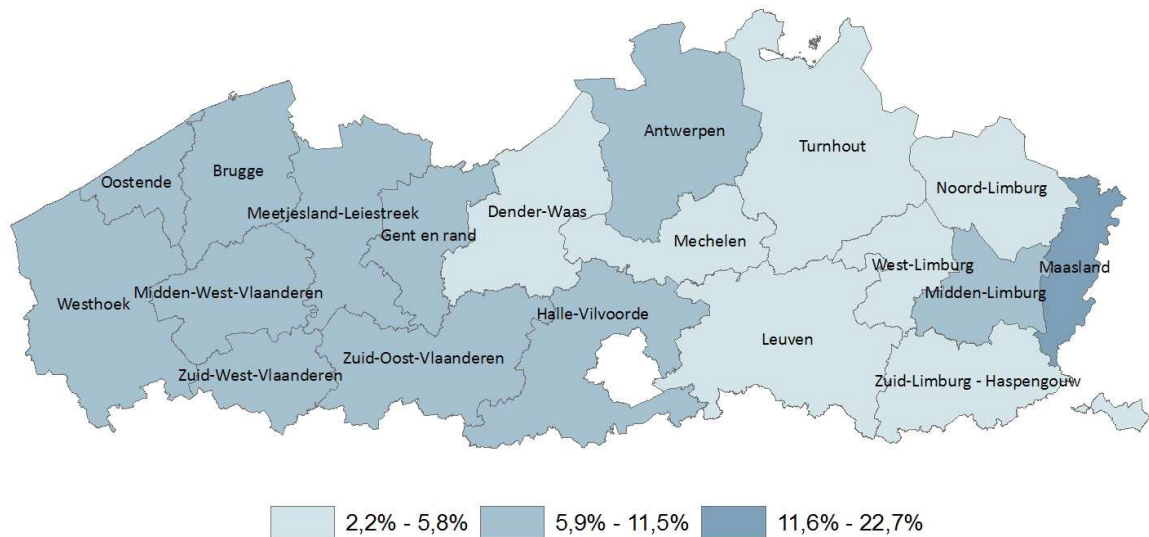 Antwerpen
Turnhout
Brugge
Oostende
Noord-Limburg
Meetjesland-Leiestreek
Dender-Waas
Gent en rand
Mechelen
West-Limburg
Maasland
Midden-West-Vlaanderen
Midden-Limburg
Westhoek
Halle-Vilvoorde
Leuven
Zuid-Oost-Vlaanderen
Zuid-West-Vlaanderen
Zuid-Limburg - Haspengouw
2,2% - 5,8%
5,9% - 11,5%
11,6% - 22,7%